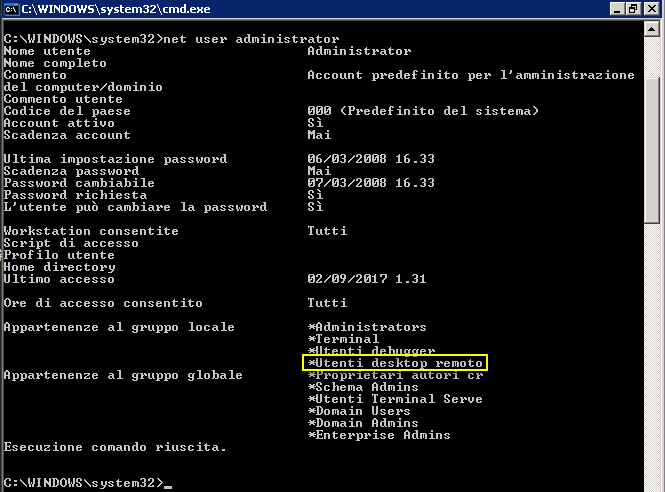 C:\WINDOWS\system32\cmd.exe
C:\WINDOWS\system32>net user administrator
Nome utente Administrator
Nome completo
Commento Account predefinito per l'amministrazione
del computer/dominio
Commento utente
Codice del paese 000 (Predefinito del sistema)
Account attivo Sì
Scadenza account Mai
Ultima impostazione password 06/03/2008 16.33
Scadenza password Mai
Password cambiabile 07/03/2008 16.33
Password richiesta Sì
L'utente può cambiare la password Sì
Workstation consentite Tutti
Script di accesso
Profilo utente
Home directory
Ultimo accesso 02/09/2017 1.31
Ore di accesso consentito Tutti
Appartenenze al gruppo locale *Administrators
*Terminal
*Utenti debugger
*Utenti desktop remoto
Appartenenze al gruppo globale *Proprietari autori cr
*Schema Admins
*Utenti Terminal Serve
*Domain Users
*Domain Admins
*Enterprise Admins
Esecuzione comando riuscita.
C:\WINDOWS\system32>_